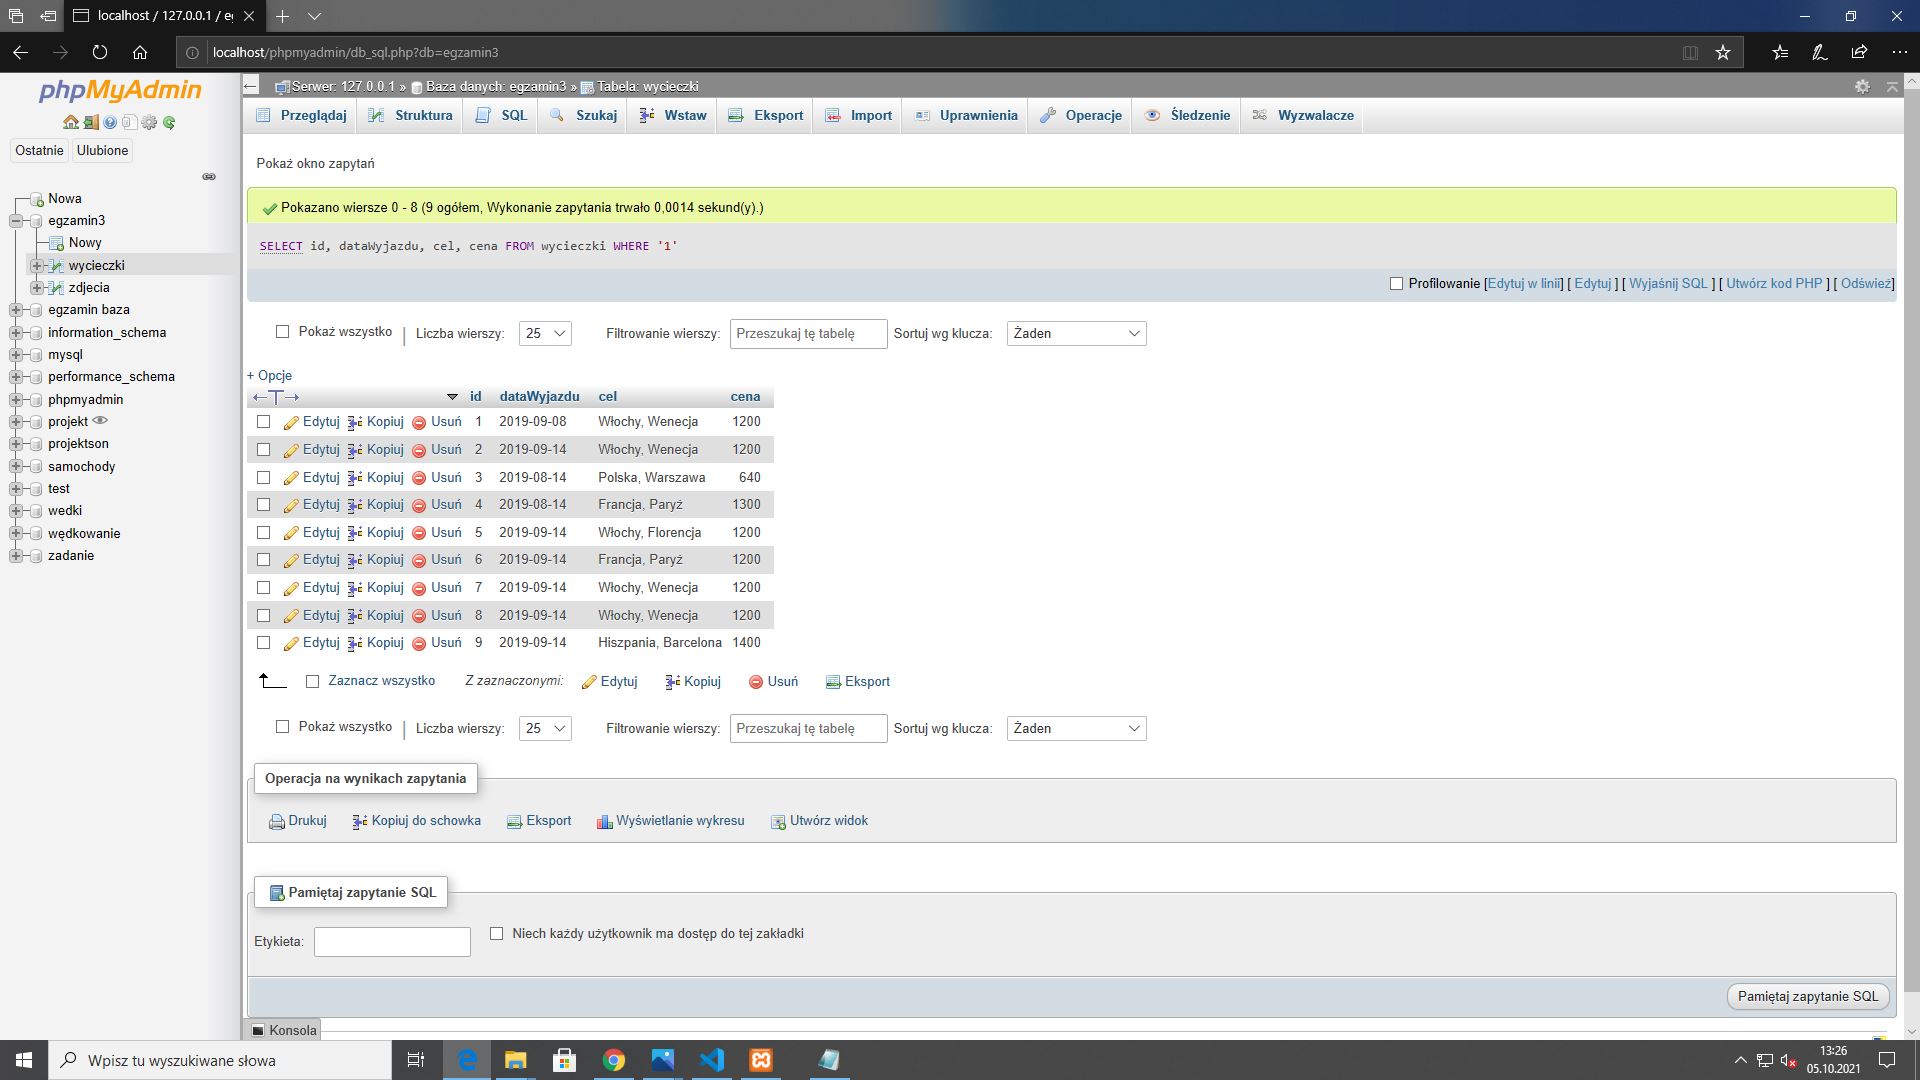 localhost / 127.0.0.1 / eg
localhost/phpmyadmin/db_sql.php?db=egzamin3
phpMyAdmin
Ostatnie
Ulubione
Nowa
egzamin3
Nowy
wycieczki
zdjecia
egzamin baza
information_schema
mysql
performance_schema
phpmyadmin
projekt
projektson
samochody
test
wedki
wędkowanie
zadanie
Serwer: 127.0.0.1 » Baza danych: egzamin3 » Tabela: wycieczki
Przeglądaj Struktura SQL Szukaj Wstaw Eksport Import Uprawnienia Operacje Śledzenie Wyzwalacze
Pokaż okno zapytań
Pokazano wiersze 0 - 8 (9 ogółem, Wykonanie zapytania trwało 0,0014 sekund(y).)
SELECT id, dataWyjazdu, cel, cena FROM wycieczki WHERE '1'
Profilowanie [Edytuj w linii] [ Edytuj ] [ Wyjaśnij SQL ] [ Utwórz kod PHP ] [ Odśwież]
Pokaż wszystko | Liczba wierszy: 25 Filtrowanie wierszy: Przeszukaj tę tabelę Sortuj wg klucza: Żaden
+ Opcje
←T→ id dataWyjazdu cel cena
Edytuj Kopiuj Usuń 1 2019-09-08 Włochy, Wenecja 1200
Edytuj Kopiuj Usuń 2 2019-09-14 Włochy, Wenecja 1200
Edytuj Kopiuj Usuń 3 2019-08-14 Polska, Warszawa 640
Edytuj Kopiuj Usuń 4 2019-08-14 Francja, Paryż 1300
Edytuj Kopiuj Usuń 5 2019-09-14 Włochy, Florencja 1200
Edytuj Kopiuj Usuń 6 2019-09-14 Francja, Paryż 1200
Edytuj Kopiuj Usuń 7 2019-09-14 Włochy, Wenecja 1200
Edytuj Kopiuj Usuń 8 2019-09-14 Włochy, Wenecja 1200
Edytuj Kopiuj Usuń 9 2019-09-14 Hiszpania, Barcelona 1400
Zaznacz wszystko Z zaznaczonymi: Edytuj Kopiuj Usuń Eksport
Pokaż wszystko | Liczba wierszy: 25 Filtrowanie wierszy: Przeszukaj tę tabelę Sortuj wg klucza: Żaden
Operacja na wynikach zapytania
Drukuj Kopiuj do schowka Eksport Wyświetlanie wykresu Utwórz widok
Pamiętaj zapytanie SQL
Etykieta: Niech każdy użytkownik ma dostęp do tej zakładki
Pamiętaj zapytanie SQL
Konsola
Wpisz tu wyszukiwane słowa
13:26
05.10.2021